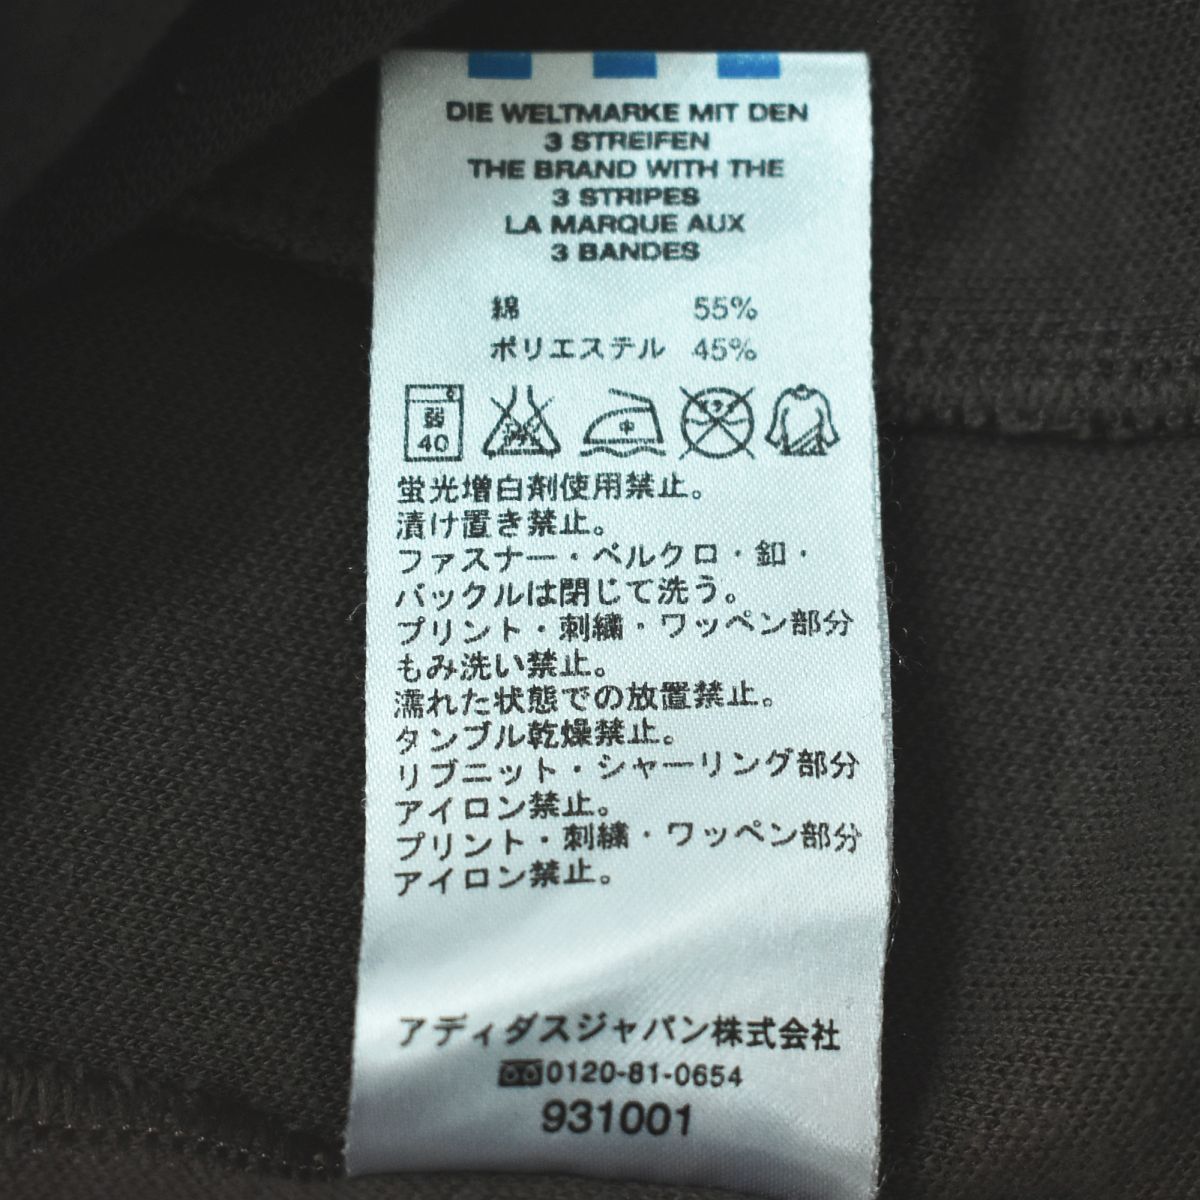 DIE WELTMARKE MIT DEN
3 STREIFEN
THE BRAND WITH THE
3 STRIPES
LA MARQUE AUX
3 BANDES
綿 55%
ポリエステル 45%
弱 40 中
蛍光増白剤使用禁止。
漬け置き禁止。
ファスナー・ベルクロ・釦・
バックルは閉じて洗う。
プリント・刺繍・ワッペン部分
もみ洗い禁止。
濡れた状態での放置禁止。
タンブル乾燥禁止。
リブニット・シャーリング部分
アイロン禁止。
プリント・刺繍・ワッペン部分
アイロン禁止。
アディダスジャパン株式会社
0120-81-0654
931001